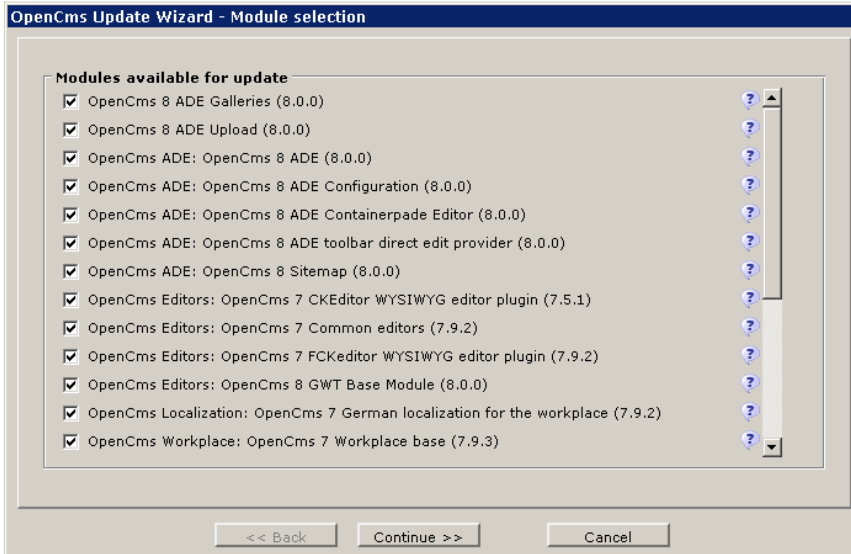 OpenCms Update Wizard - Module selection
Modules available for update
OpenCms 8 ADE Galleries (8.0.0)
OpenCms 8 ADE Upload (8.0.0)
OpenCms ADE: OpenCms 8 ADE (8.0.0)
OpenCms ADE: OpenCms 8 ADE Configuration (8.0.0)
OpenCms ADE: OpenCms 8 ADE Containerpade Editor (8.0.0)
OpenCms ADE: OpenCms 8 ADE toolbar direct edit provider (8.0.0)
OpenCms ADE: OpenCms 8 Sitemap (8.0.0)
OpenCms Editors: OpenCms 7 CKEditor WYSIWYG editor plugin (7.5.1)
OpenCms Editors: OpenCms 7 Common editors (7.9.2)
OpenCms Editors: OpenCms 7 FCKeditor WYSIWYG editor plugin (7.9.2)
OpenCms Editors: OpenCms 8 GWT Base Module (8.0.0)
OpenCms Localization: OpenCms 7 German localization for the workplace (7.9.2)
OpenCms Workplace: OpenCms 7 Workplace base (7.9.3)
<< Back Continue >> Cancel